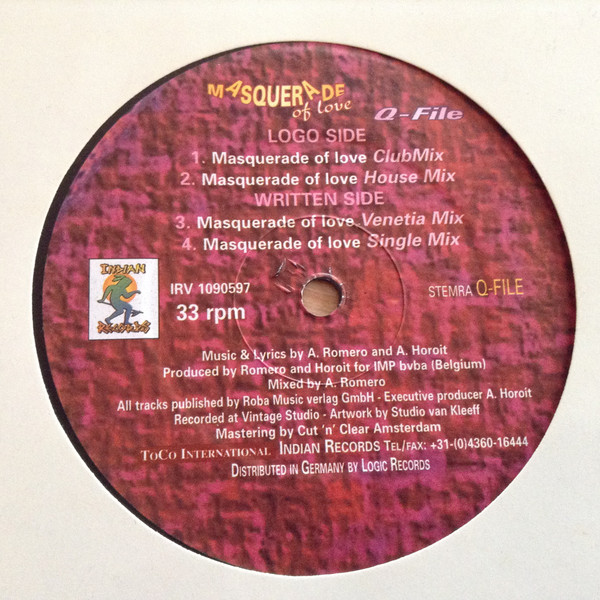 MASQUERADE
of love
Q-File
LOGO SIDE
1. Masquerade of love ClubMix
2. Masquerade of love House Mix
WRITTEN SIDE
3. Masquerade of love Venetia Mix
4. Masquerade of love Single Mix
INDIAN
RECORDS
IRV 1090597
33 rpm
STEMRA Q-FILE
Music & Lyrics by A. Romero and A. Horoit
Produced by Romero and Horoit for IMP bvba (Belgium)
Mixed by A. Romero
All tracks published by Roba Music verlag GmbH - Executive producer A. Horoit
Recorded at Vintage Studio - Artwork by Studio van Kleeff
Mastering by Cut 'n' Clear Amsterdam
TOCO INTERNATIONAL INDIAN RECORDS TEL/FAX: +31-(0)4360-16444
DISTRIBUTED IN GERMANY BY LOGIC RECORDS